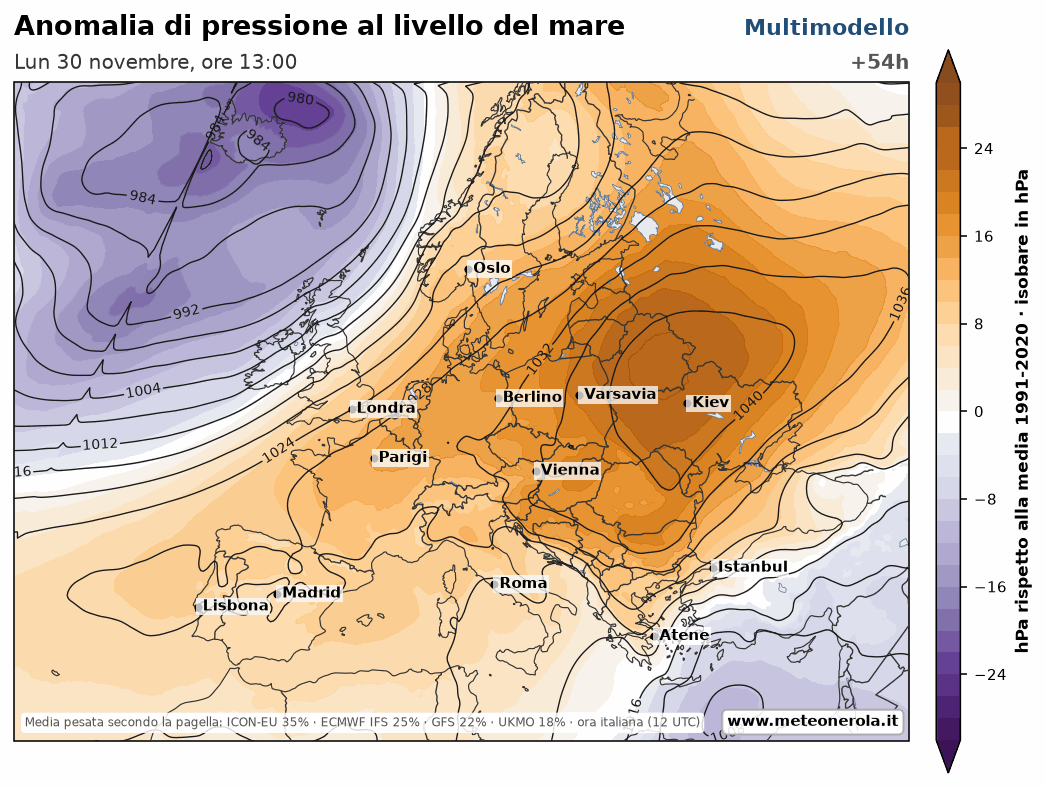 Anomalia di pressione al livello del mare
Multimodello
Lun 30 novembre, ore 13:00
+54h
980
984
984
984
992
1004
1012
16
1024
1032
1036
1040
Oslo
Berlino
Varsavia
Kiev
Londra
Parigi
Vienna
Istanbul
Roma
Madrid
Lisbona
Atene
24
16
8
0
−8
−16
−24
hPa rispetto alla media 1991-2020 · isobare in hPa
Media pesata secondo la pagella: ICON-EU 35% · ECMWF IFS 25% · GFS 22% · UKMO 18% · ora italiana (12 UTC)
www.meteonerola.it